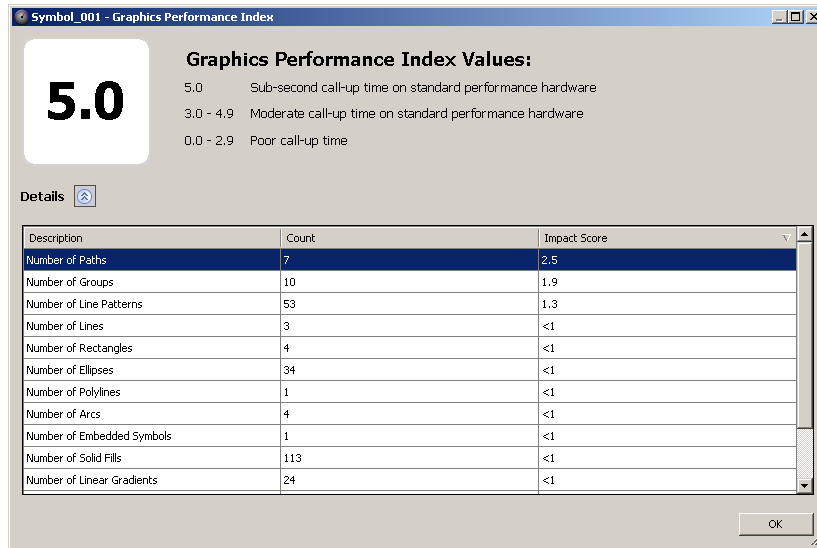 Symbol_001 - Graphics Performance Index
5.0
Graphics Performance Index Values:
5.0 Sub-second call-up time on standard performance hardware
3.0 - 4.9 Moderate call-up time on standard performance hardware
0.0 - 2.9 Poor call-up time
Details
Description Count Impact Score
Number of Paths 7 2.5
Number of Groups 10 1.9
Number of Line Patterns 53 1.3
Number of Lines 3 <1
Number of Rectangles 4 <1
Number of Ellipses 34 <1
Number of Polylines 1 <1
Number of Arcs 4 <1
Number of Embedded Symbols 1 <1
Number of Solid Fills 113 <1
Number of Linear Gradients 24 <1
OK